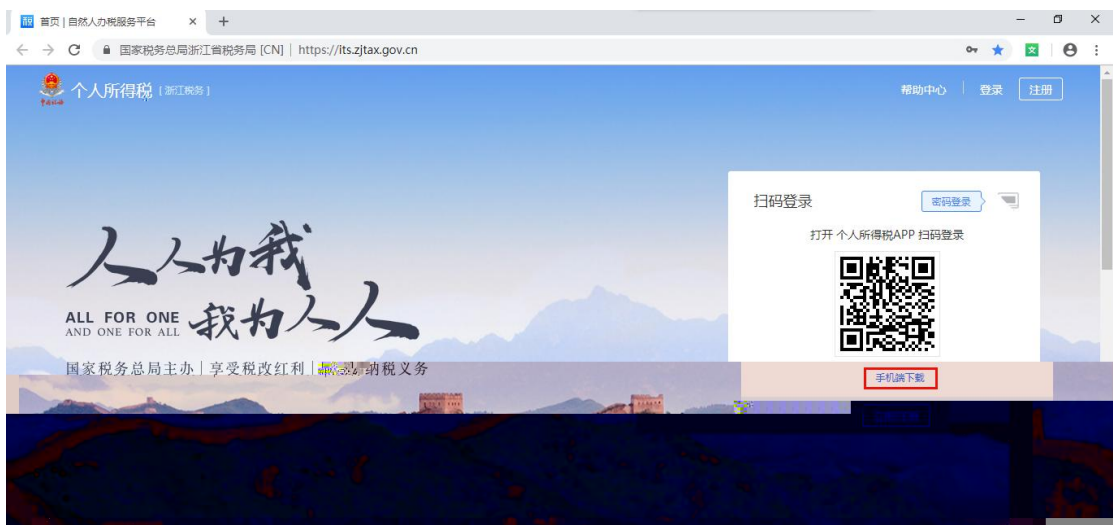 首页 | 自然人办税服务平台
国家税务总局浙江省税务局 [CN] | https://its.zjtax.gov.cn
个人所得税 [ 浙江税务 ]
帮助中心 | 登录 注册
扫码登录 密码登录
打开 个人所得税APP 扫码登录
人人为我
ALL FOR ONE
AND ONE FOR ALL
我为人人
国家税务总局主办 | 享受税改红利 | 纳税义务
手机端下载